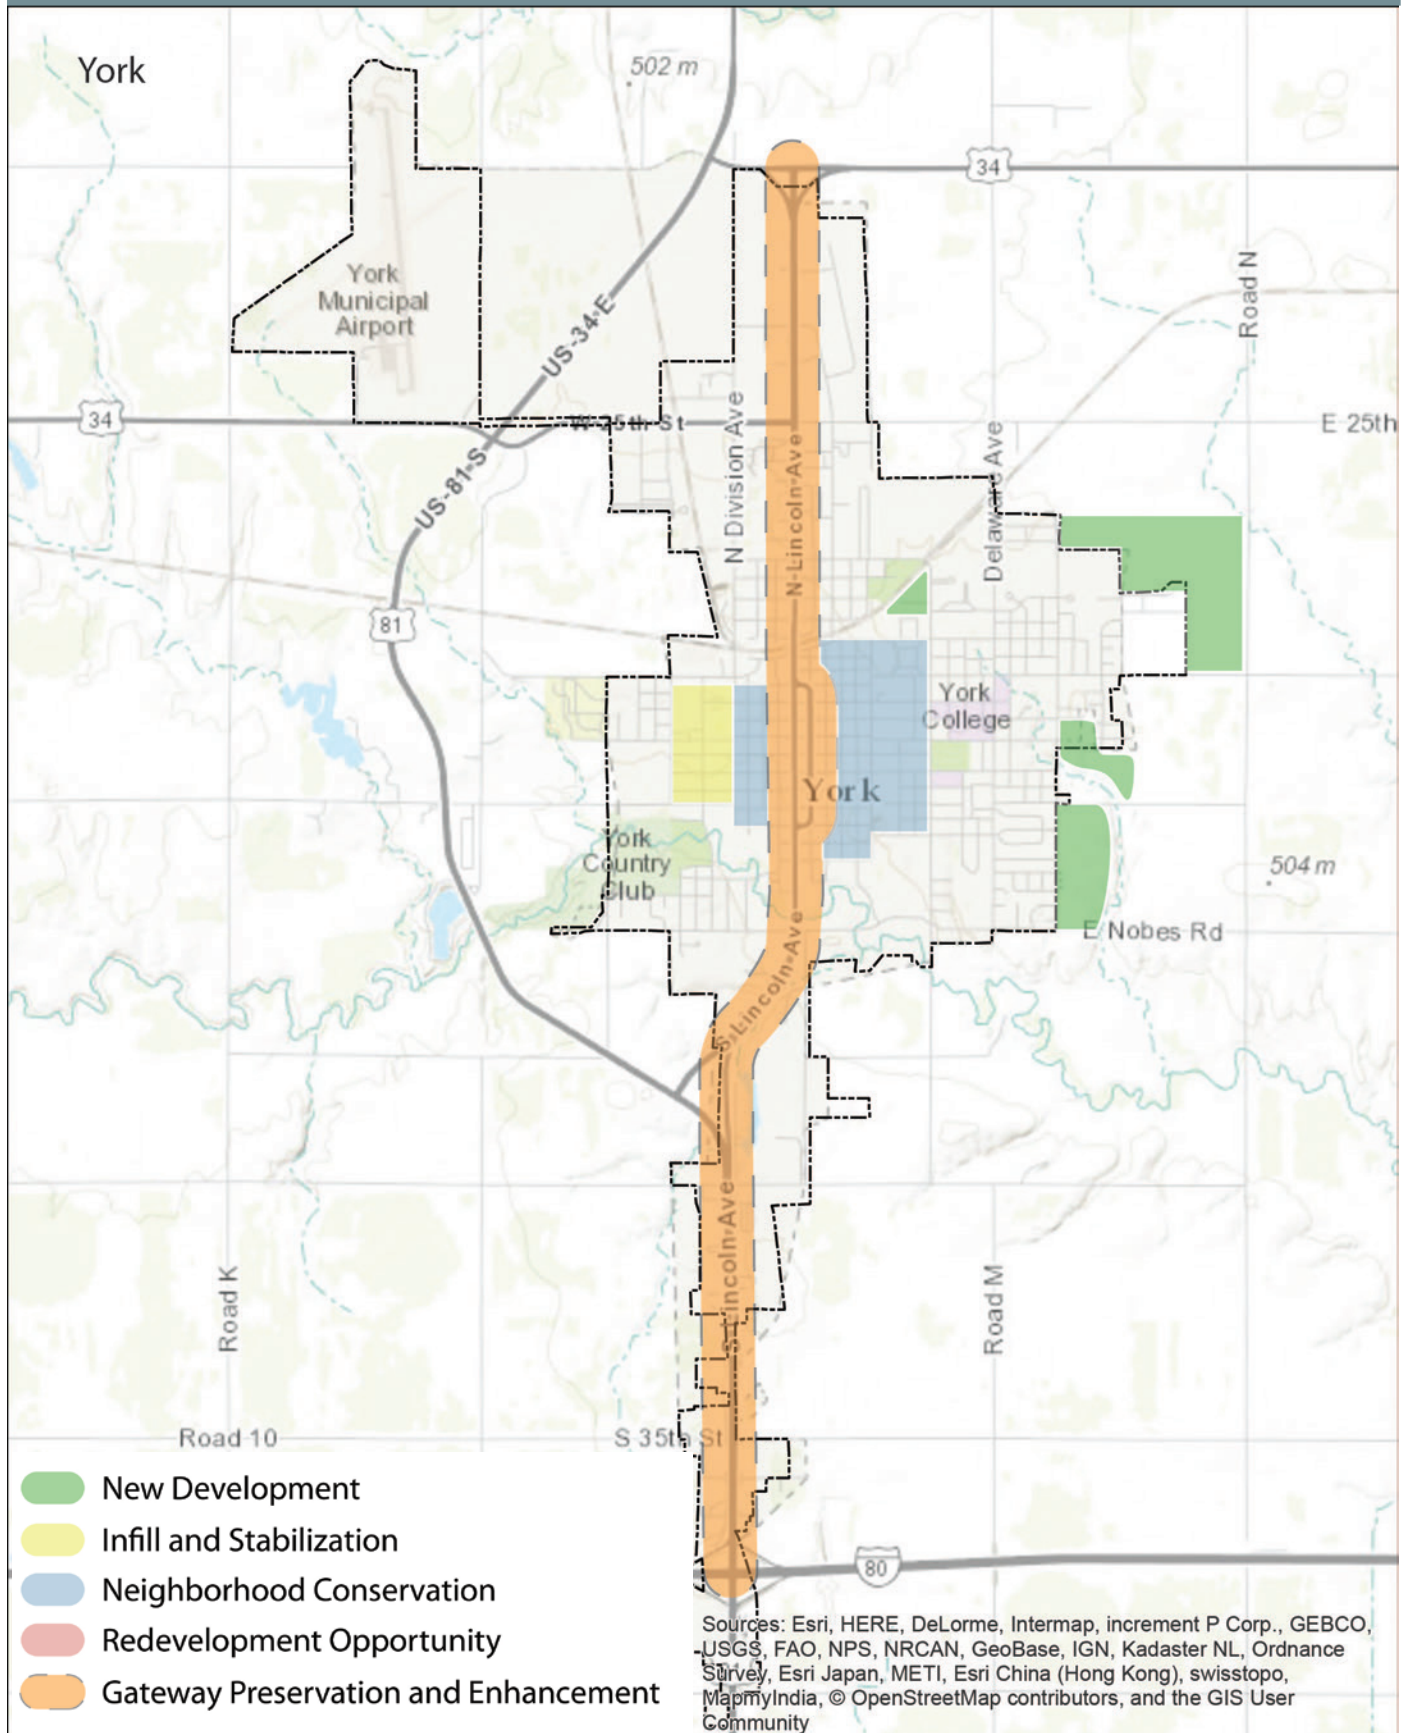 York
502 m
34
York
Municipal
Airport
US-34-E
Road N
34
W 25th St
E 25th
N Division Ave
N-Lincoln-Ave
Delaware Ave
US-81-S
81
York
College
York
York
Country
Club
504 m
E Nobes Rd
S-Lincoln-Ave
S-Lincoln-Ave
Road K
Road M
Road 10
S 35th St
80
New Development
Infill and Stabilization
Neighborhood Conservation
Redevelopment Opportunity
Gateway Preservation and Enhancement
Sources: Esri, HERE, DeLorme, Intermap, increment P Corp., GEBCO,
USGS, FAO, NPS, NRCAN, GeoBase, IGN, Kadaster NL, Ordnance
Survey, Esri Japan, METI, Esri China (Hong Kong), swisstopo,
MapmyIndia, © OpenStreetMap contributors, and the GIS User
Community